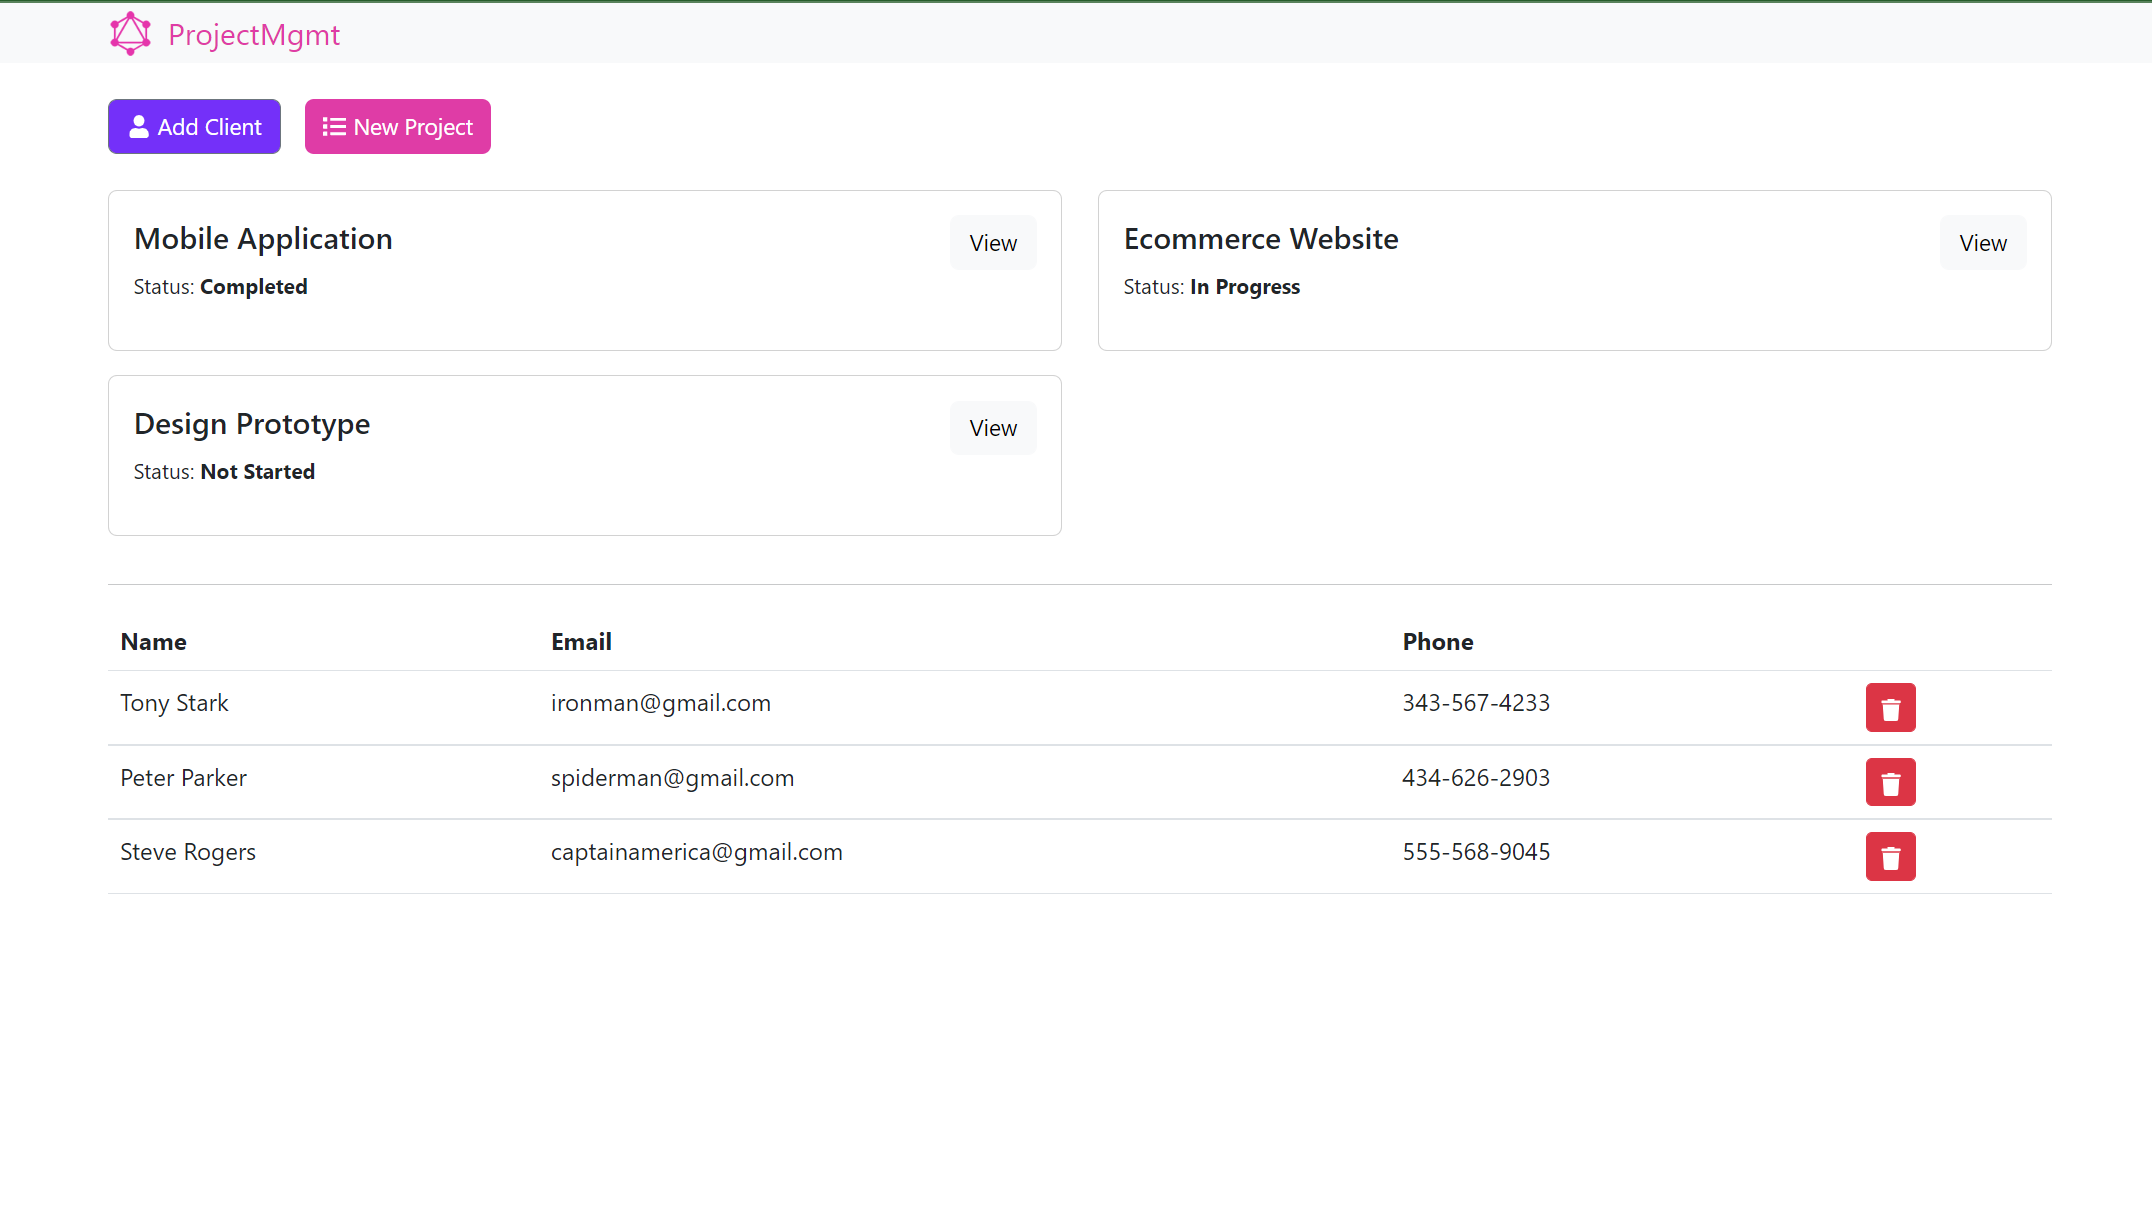 ProjectMgmt
Add Client
New Project
Mobile Application
View
Status: Completed
Ecommerce Website
View
Status: In Progress
Design Prototype
View
Status: Not Started
Name Email Phone
Tony Stark ironman@gmail.com 343-567-4233
Peter Parker spiderman@gmail.com 434-626-2903
Steve Rogers captainamerica@gmail.com 555-568-9045